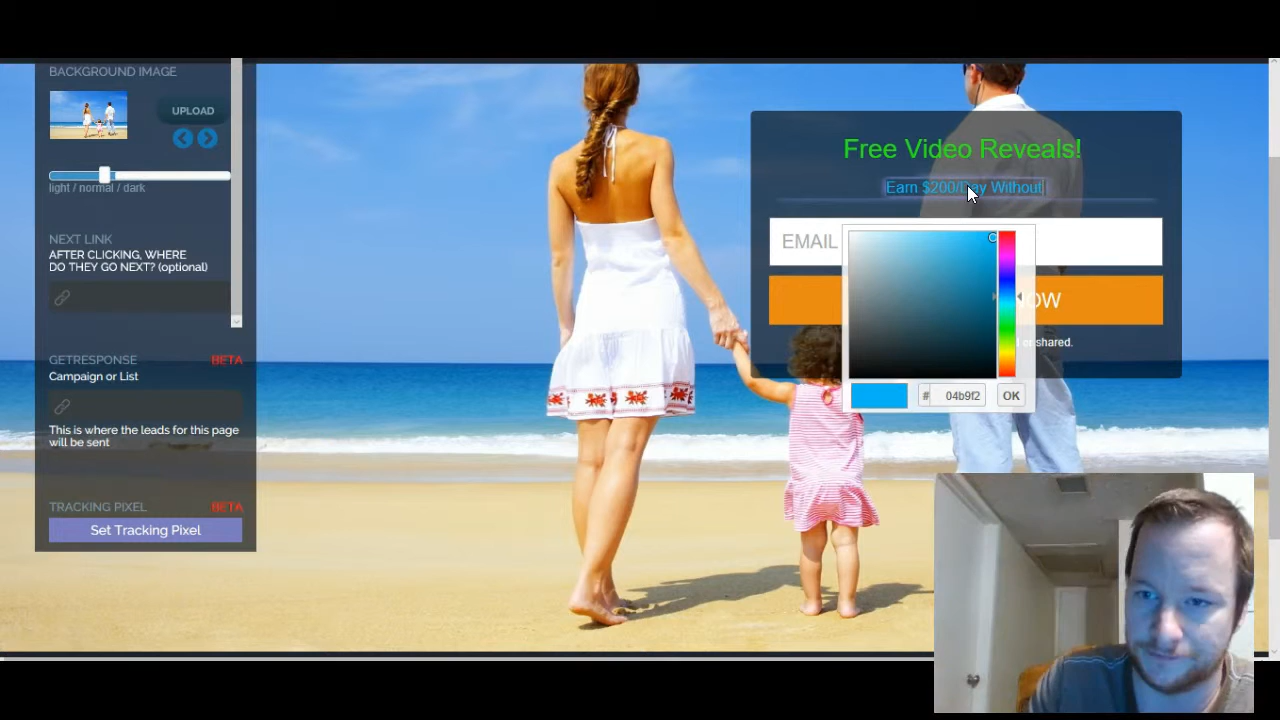 BACKGROUND IMAGE
UPLOAD
light / normal / dark
NEXT LINK
AFTER CLICKING, WHERE
DO THEY GO NEXT? (optional)
GETRESPONSE BETA
Campaign or List
This is where the leads for this page
will be sent
TRACKING PIXEL BETA
Set Tracking Pixel
Free Video Reveals!
Earn $200/Day Without
EMAIL
OW
# 04b9f2 OK
or shared.